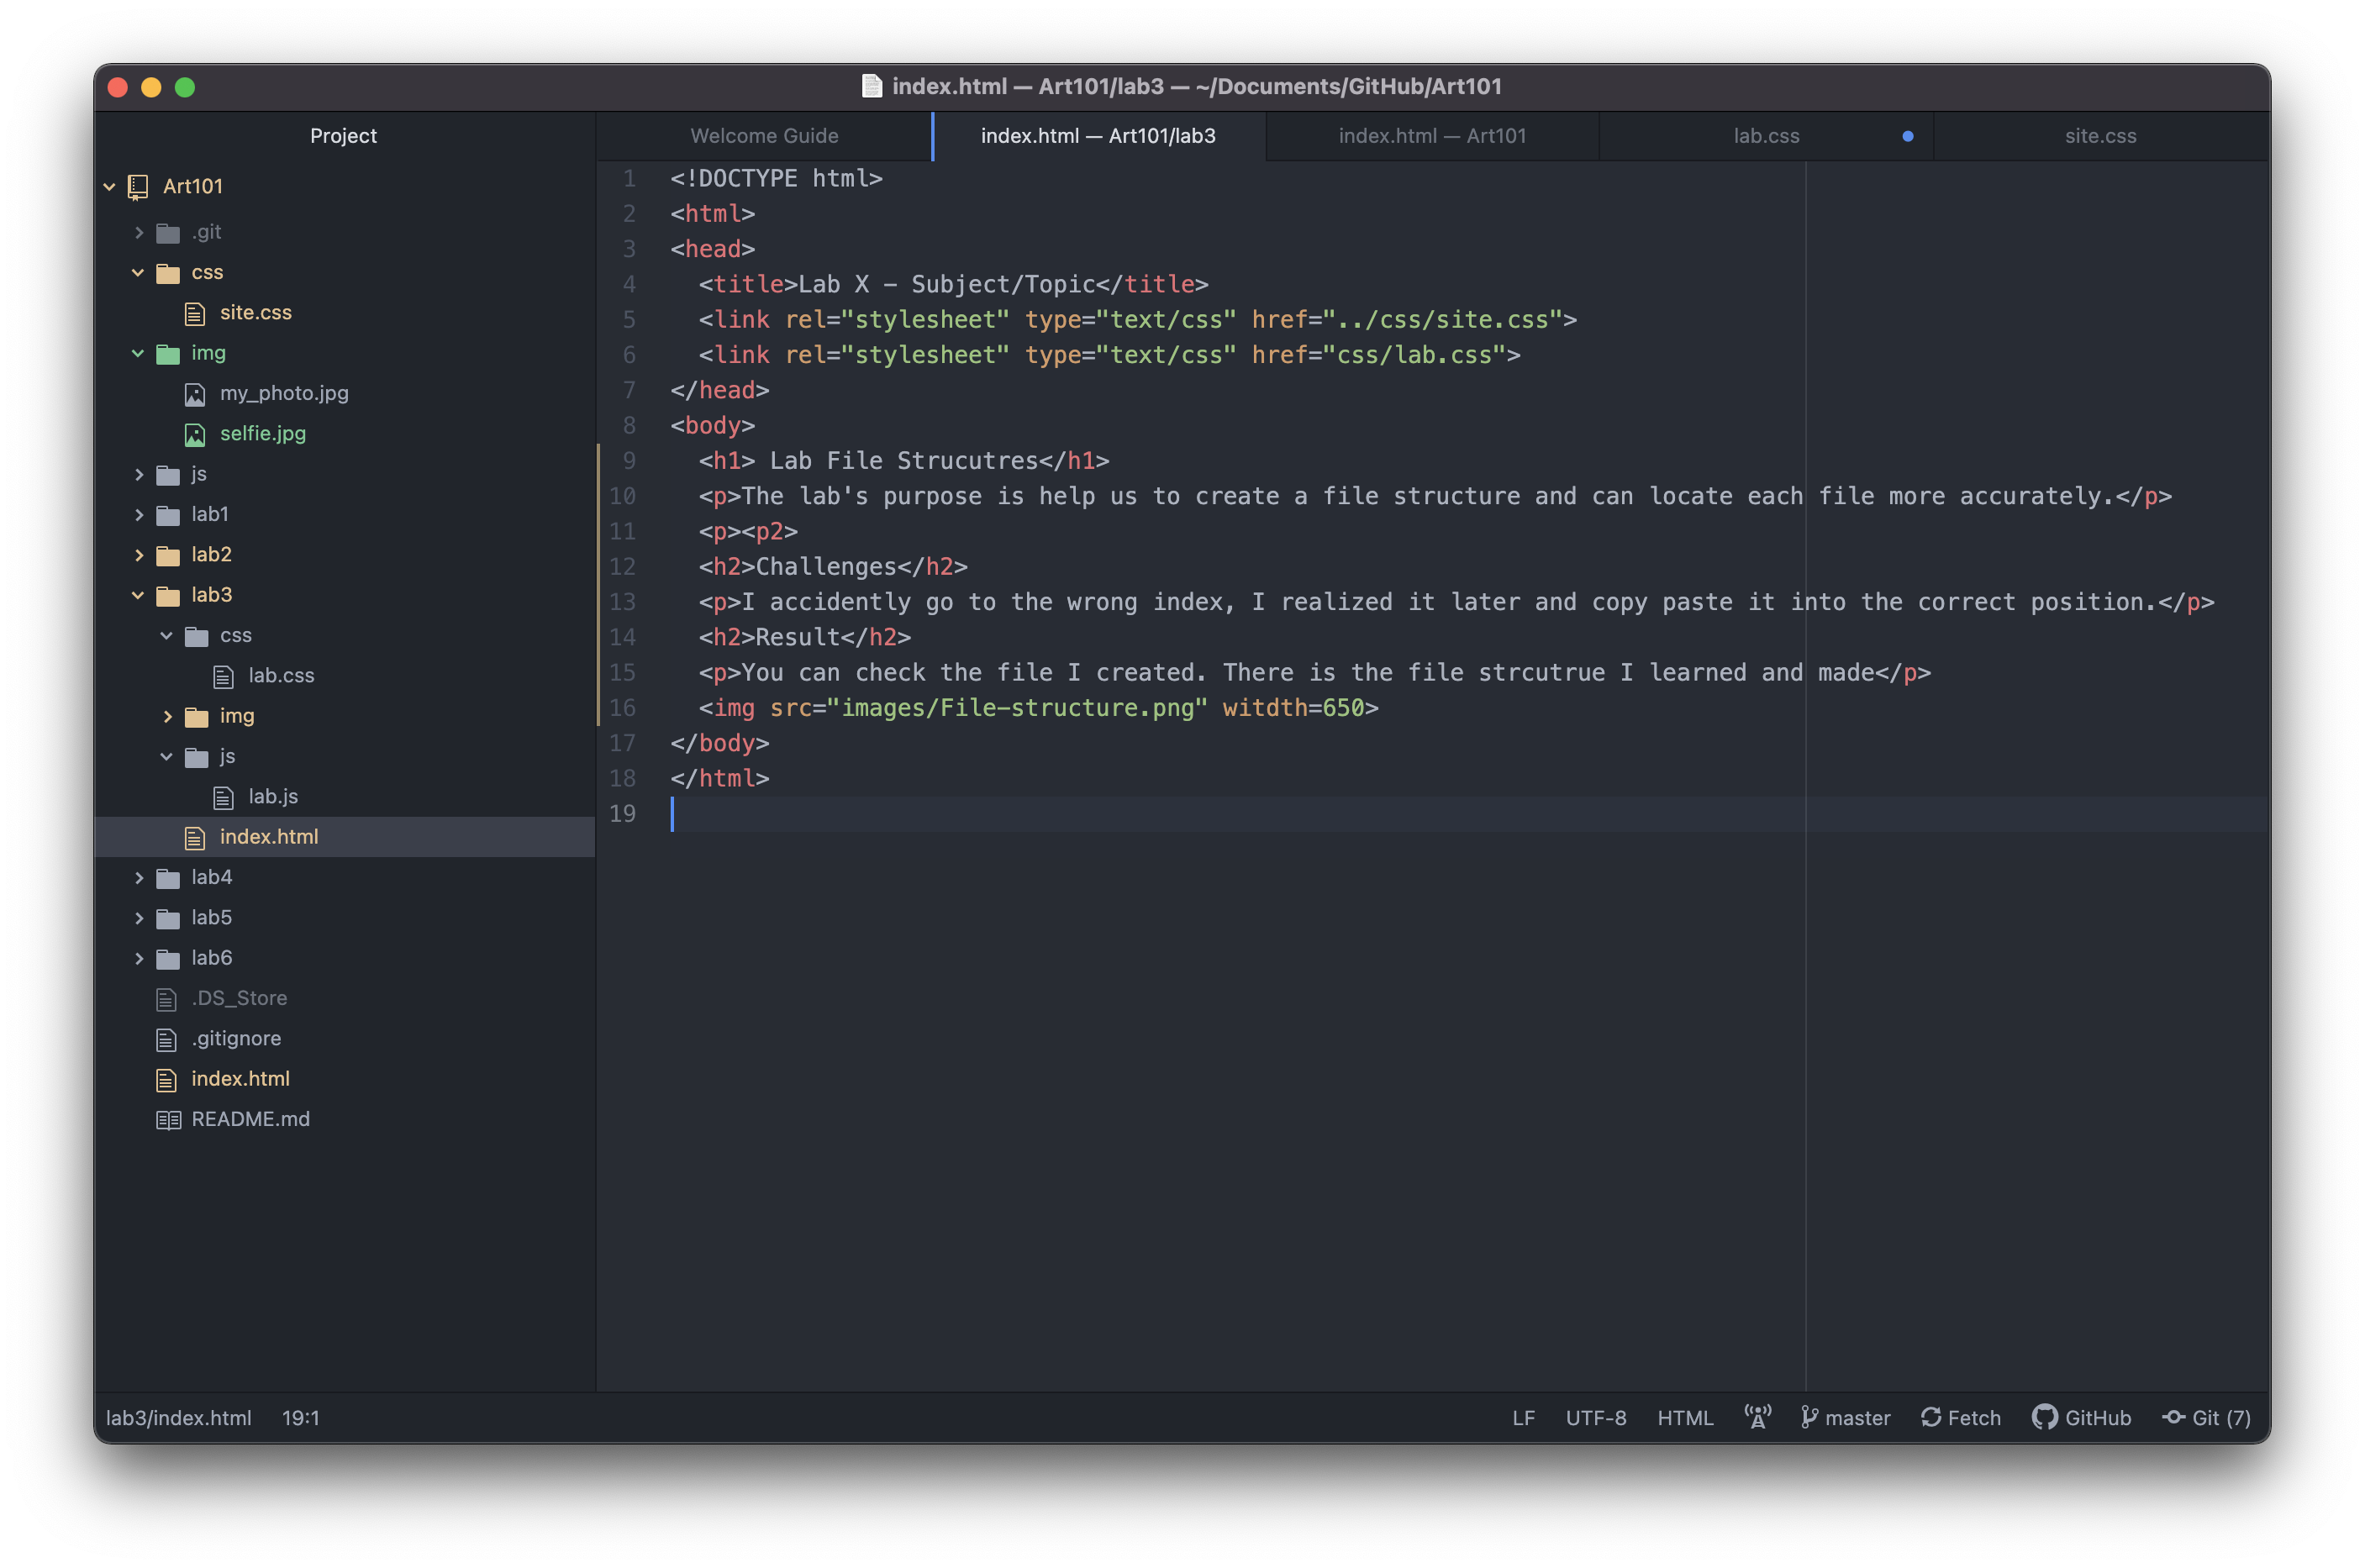 index.html — Art101/lab3 — ~/Documents/GitHub/Art101
Project
Welcome Guide
index.html — Art101/lab3
index.html — Art101
lab.css
site.css
Art101
.git
css
site.css
img
my_photo.jpg
selfie.jpg
js
lab1
lab2
lab3
css
lab.css
img
js
lab.js
index.html
lab4
lab5
lab6
.DS_Store
.gitignore
index.html
README.md
1 <!DOCTYPE html>
2 <html>
3 <head>
4 <title>Lab X - Subject/Topic</title>
5 <link rel="stylesheet" type="text/css" href="../css/site.css">
6 <link rel="stylesheet" type="text/css" href="css/lab.css">
7 </head>
8 <body>
9 <h1> Lab File Strucutres</h1>
10 <p>The lab's purpose is help us to create a file structure and can locate each file more accurately.</p>
11 <p><p2>
12 <h2>Challenges</h2>
13 <p>I accidently go to the wrong index, I realized it later and copy paste it into the correct position.</p>
14 <h2>Result</h2>
15 <p>You can check the file I created. There is the file strcutrue I learned and made</p>
16 <img src="images/File-structure.png" witdth=650>
17 </body>
18 </html>
19
lab3/index.html 19:1
LF UTF-8 HTML master Fetch GitHub Git (7)